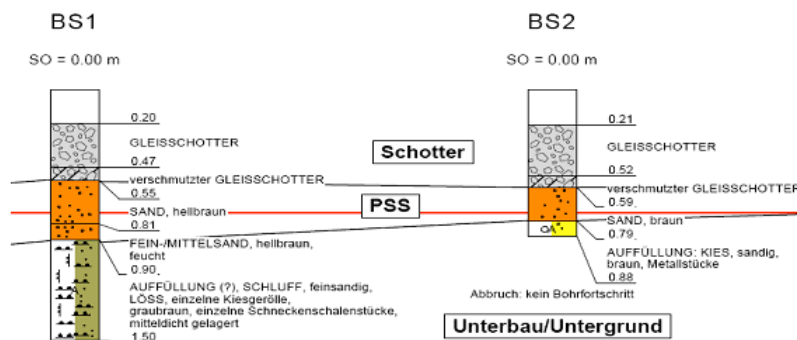 BS1
SO = 0.00 m
0.20
GLEISSCHOTTER
0.47
verschmutzter GLEISSCHOTTER
0.55
SAND, hellbraun
0.81
FEIN-/MITTELSAND, hellbraun,
feucht
0.90
AUFFÜLLUNG (?), SCHLUFF, feinsandig,
LÖSS, einzelne Kiesgerölle,
graubraun, einzelne Schneckenschalenstücke,
mitteldicht gelagert
1.50
A
Schotter
PSS
Unterbau/Untergrund
BS2
SO = 0.00 m
0.21
GLEISSCHOTTER
0.52
verschmutzter GLEISSCHOTTER
0.59
SAND, braun
0.79
A
AUFFÜLLUNG: KIES, sandig,
braun, Metallstücke
0.88
Abbruch: kein Bohrfortschritt